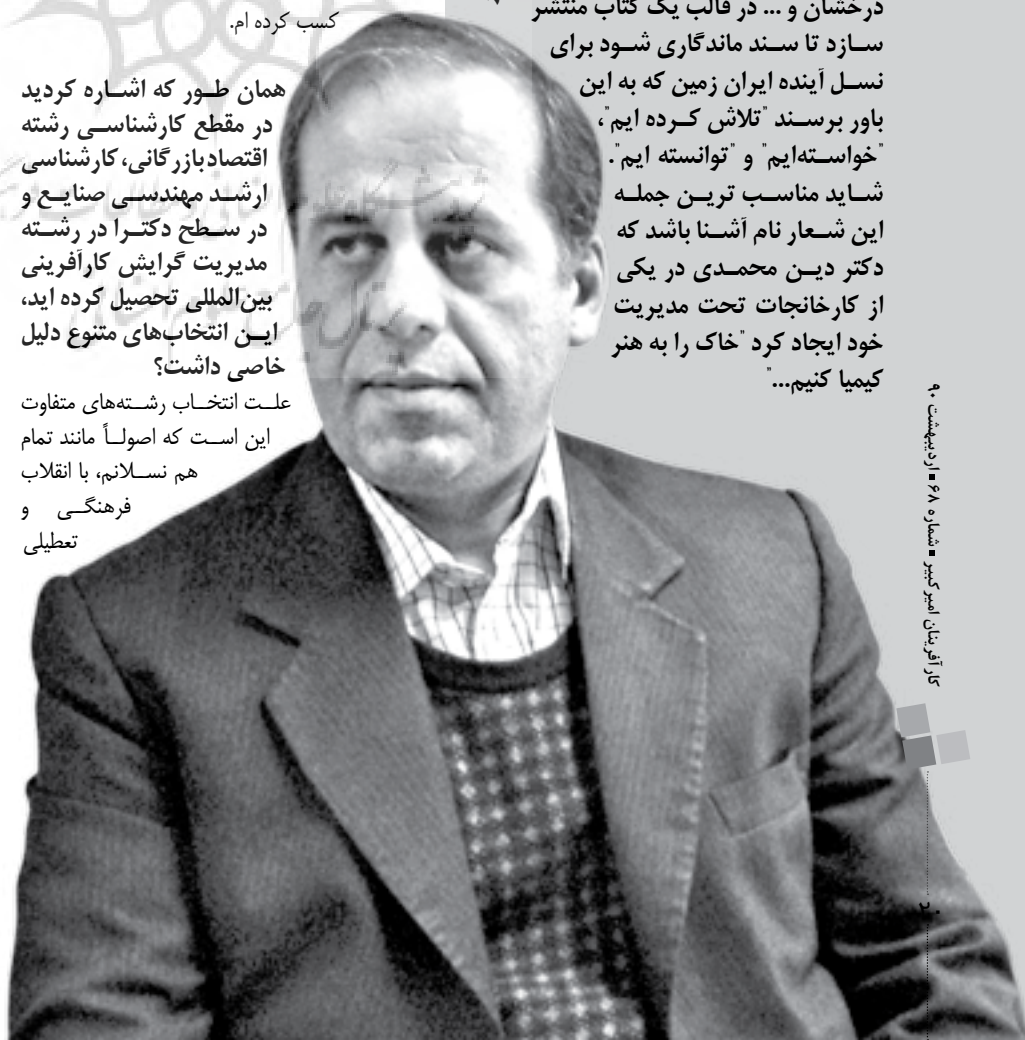 درخشان و ... در قالب یک کتاب منتشر
سازد تا سند ماندگاری شود برای
نسل آینده ایران زمین که به این
باور برسند "تلاش کرده ایم"،
"خواسته‌ایم" و "توانسته ایم".
شاید مناسب ترین جمله
این شعار نام آشنا باشد که
دکتر دین محمدی در یکی
از کارخانجات تحت مدیریت
خود ایجاد کرد "خاک را به هنر
کیمیا کنیم..."
کسب کرده ام.
همان طور که اشاره کردید
در مقطع کارشناسی رشته
اقتصادبازرگانی، کارشناسی
ارشد مهندسی صنایع و
در سطح دکترا در رشته
مدیریت گرایش کارآفرینی
بین‌المللی تحصیل کرده اید،
این انتخاب‌های متنوع دلیل
خاصی داشت؟
علت انتخاب رشته‌های متفاوت
این است که اصولاً مانند تمام
هم نسلانم، با انقلاب
فرهنگی و
تعطیلی
کارآفرینان امیرکبیر ■ شماره ۶۸ ■ اردیبهشت ۹۰